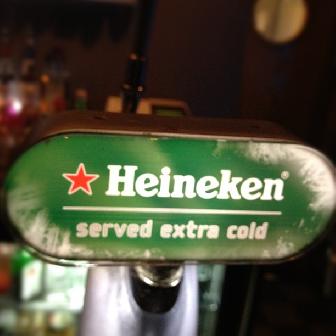 Heineken®
served extra cold